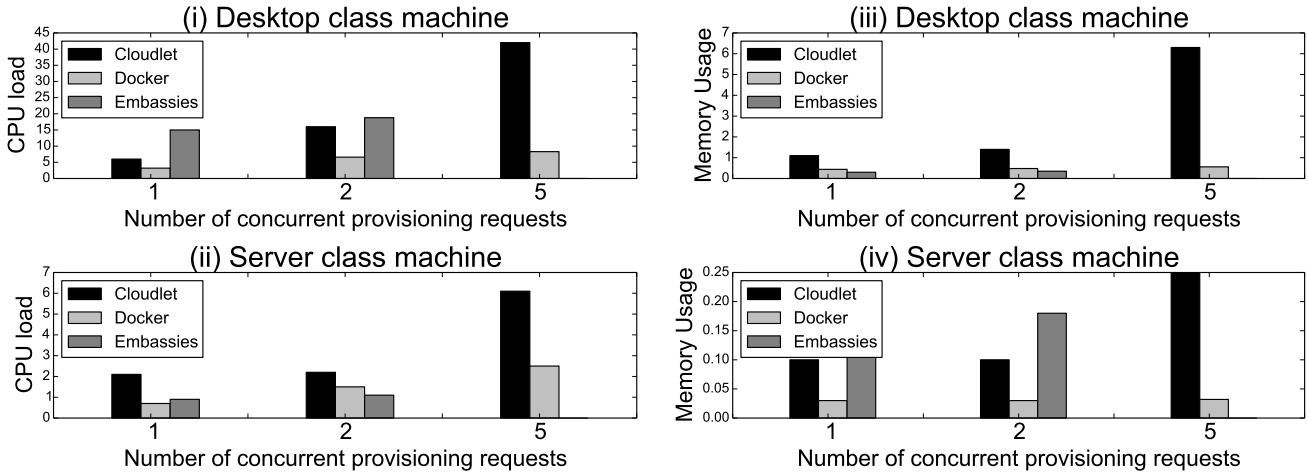 (i) Desktop class machine
45
40
35
30
25
20
15
10
5
0
CPU load
Cloudlet
Docker
Embassies
1 2 5
Number of concurrent provisioning requests
(iii) Desktop class machine
7
6
5
4
3
2
1
0
Memory Usage
Cloudlet
Docker
Embassies
1 2 5
Number of concurrent provisioning requests
(ii) Server class machine
7
6
5
4
3
2
1
0
CPU load
Cloudlet
Docker
Embassies
1 2 5
Number of concurrent provisioning requests
(iv) Server class machine
0.25
0.20
0.15
0.10
0.05
0.00
Memory Usage
Cloudlet
Docker
Embassies
1 2 5
Number of concurrent provisioning requests